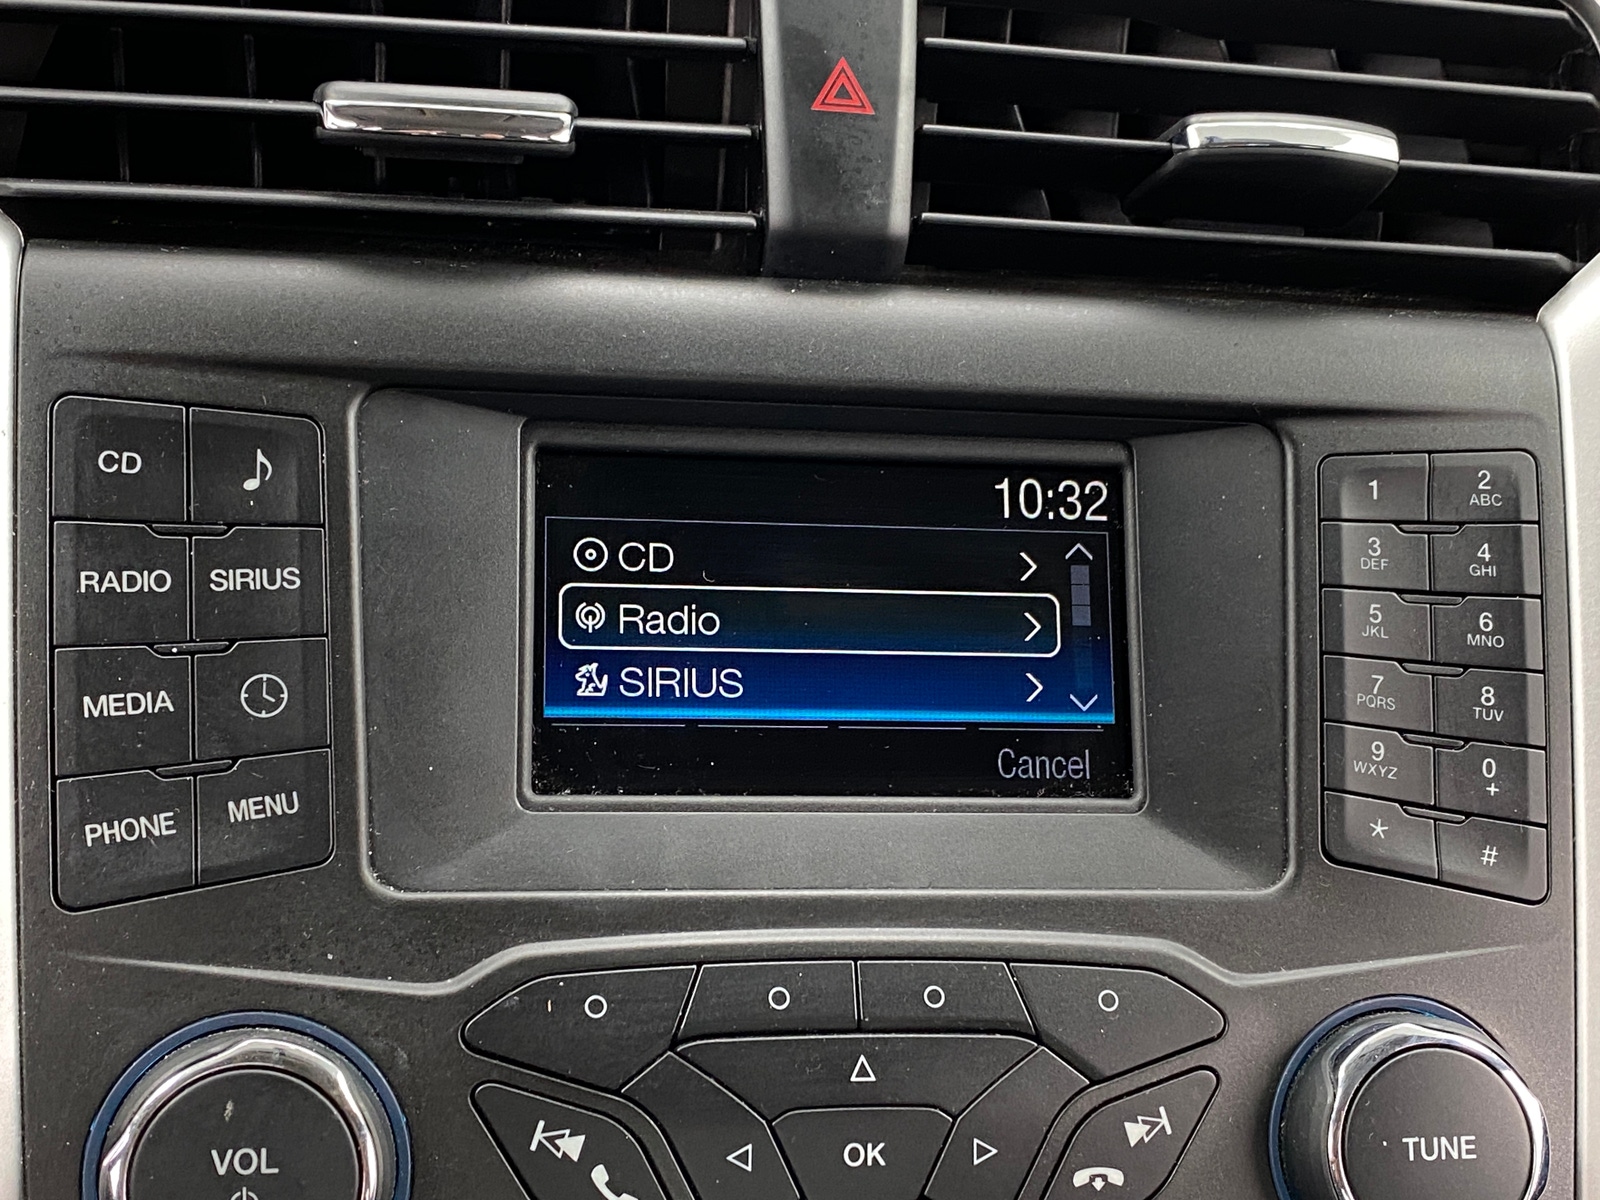 CD
RADIO SIRIUS
MEDIA
PHONE MENU
10:32
CD
Radio
SIRIUS
Cancel
1 2
ABC
3 4
DEF GHI
5 6
JKL MNO
7 8
PQRS TUV
9 0
WXYZ +
* #
VOL
OK
TUNE